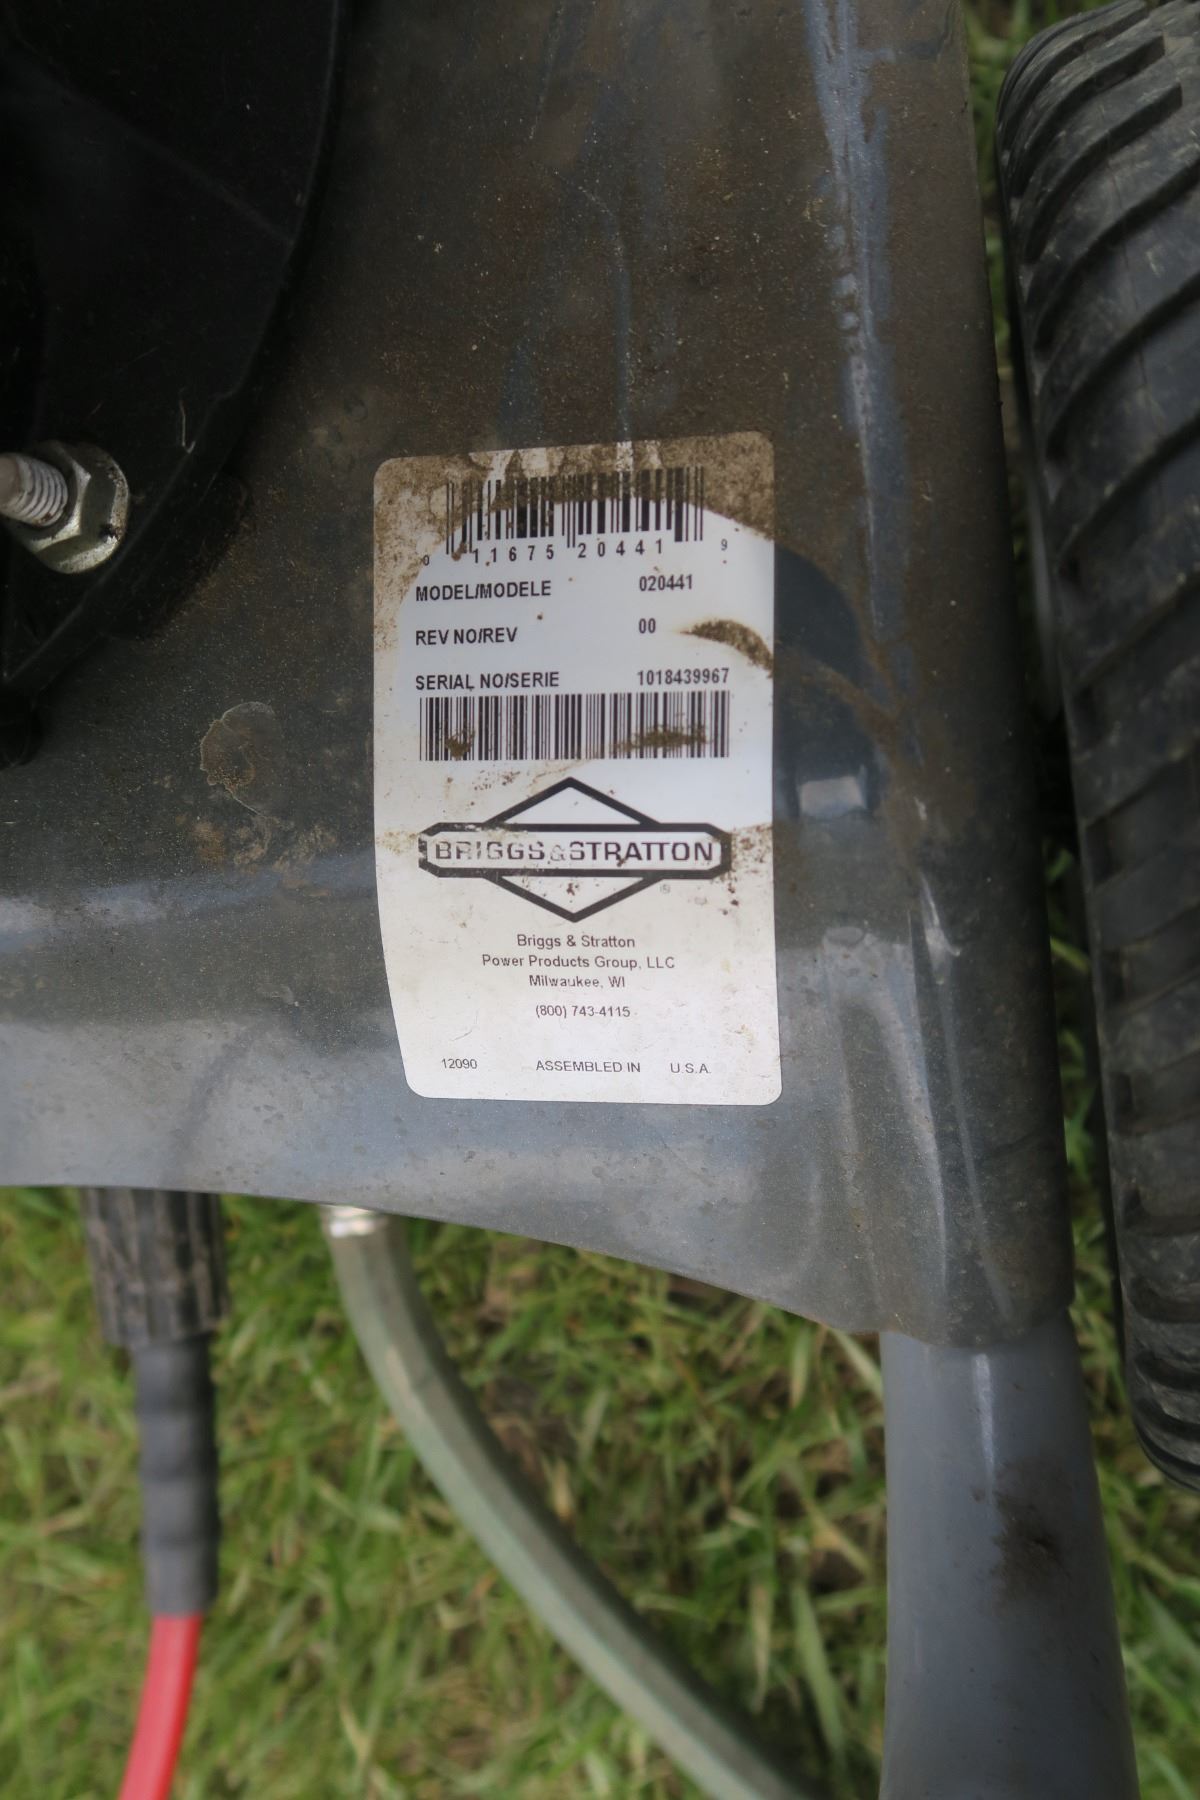 0 11675 20441 9
MODEL/MODELE 020441
REV NO/REV 00
SERIAL NO/SERIE 1018439967
BRIGGS&STRATTON
®
Briggs & Stratton
Power Products Group, LLC
Milwaukee, WI
(800) 743-4115
12090 ASSEMBLED IN U.S.A.